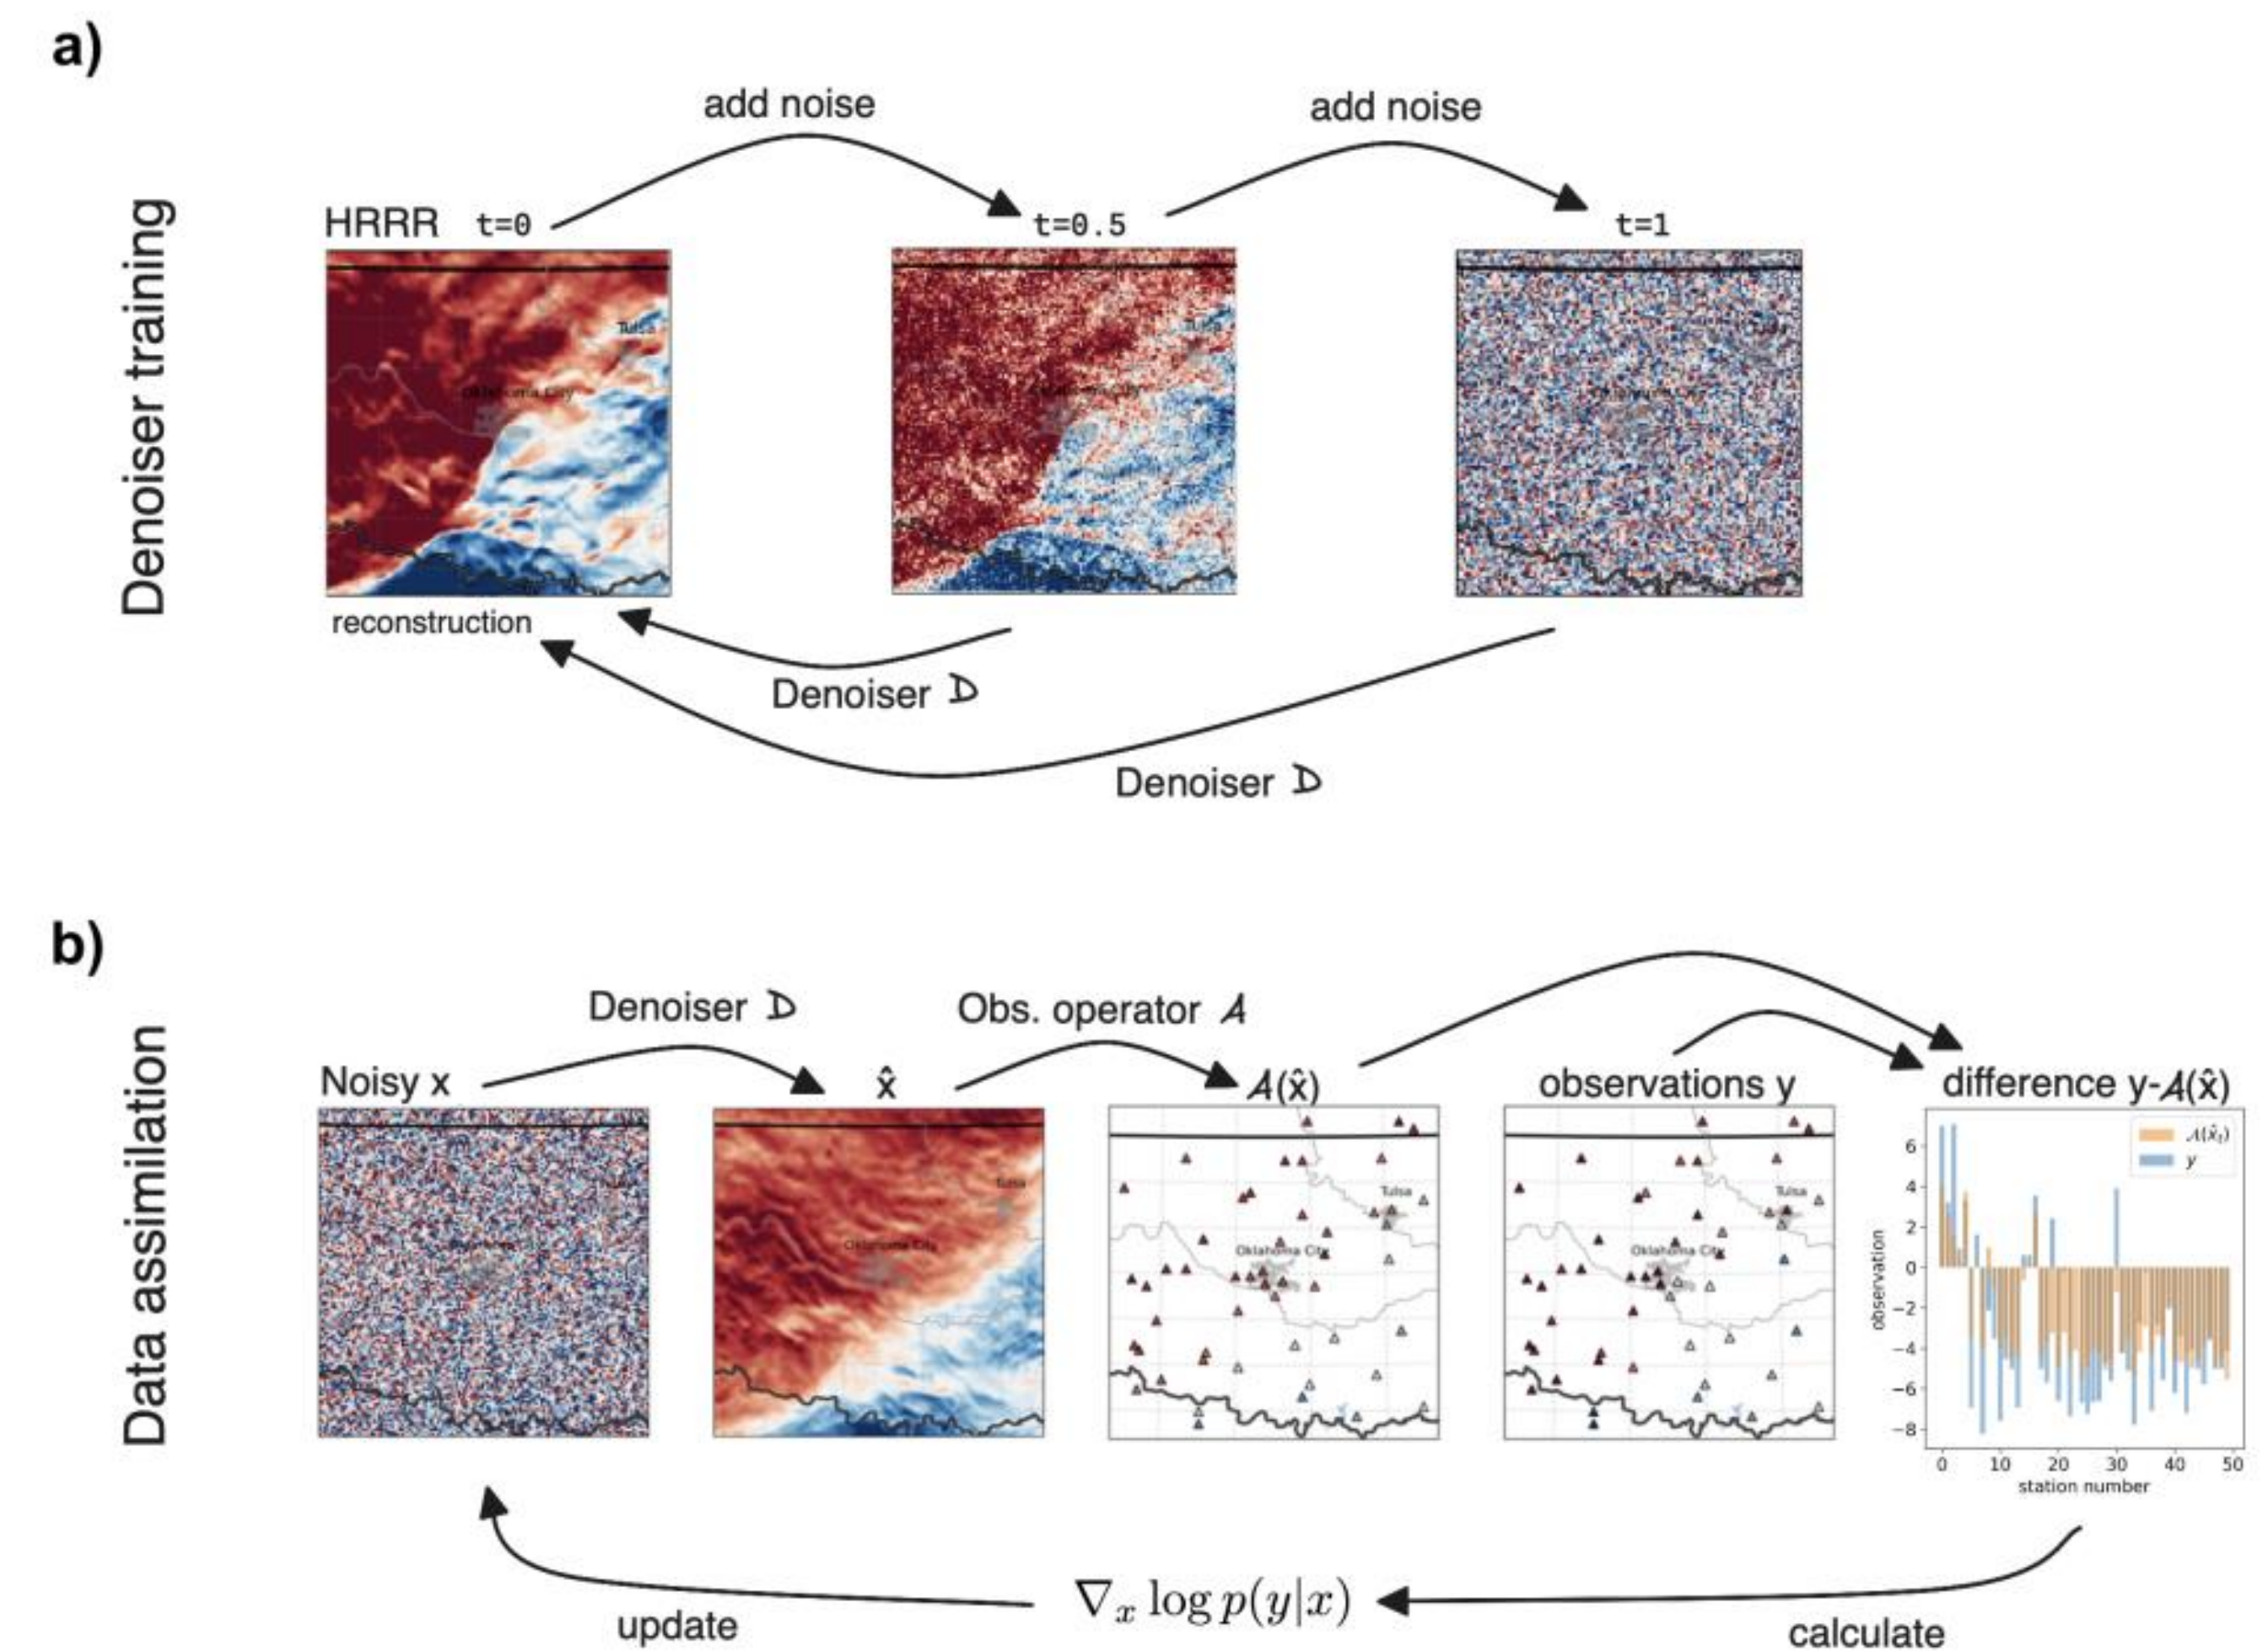 a)
Denoiser training
add noise
add noise
HRRR t=0
t=0.5
t=1
Tulsa
Oklahoma City
reconstruction
Denoiser D
Denoiser D
b)
Data assimilation
Denoiser D
Obs. operator A
Noisy x
x̂
A(x̂)
observations y
difference y-A(x̂)
Tulsa
Oklahoma City
Tulsa
Oklahoma City
Tulsa
Oklahoma City
A(x̂ₜ)
y
observation
6
4
2
0
−2
−4
−6
−8
0 10 20 30 40 50
station number
∇ₓ log p(y|x)
update
calculate